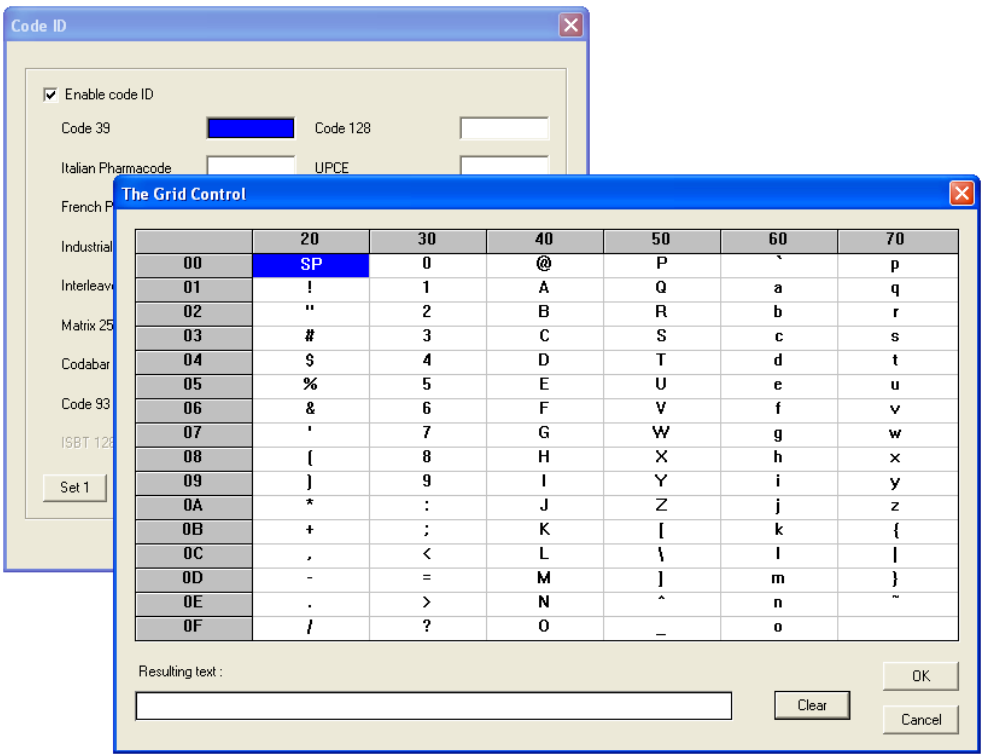 Code ID
Enable code ID
Code 39 Code 128
Italian Pharmacode UPCE
French P
Industrial
Interleave
Matrix 25
Codabar
Code 93
ISBT 128
Set 1
The Grid Control
20 30 40 50 60 70
00 SP 0 @ P ` p
01 ! 1 A Q a q
02 " 2 B R b r
03 # 3 C S c s
04 $ 4 D T d t
05 % 5 E U e u
06 & 6 F V f v
07 ' 7 G W g w
08 ( 8 H X h x
09 ) 9 I Y i y
0A * : J Z j z
0B + ; K [ k {
0C , < L \ l |
0D - = M ] m }
0E . > N ^ n ~
0F / ? O _ o
Resulting text :
OK
Clear
Cancel